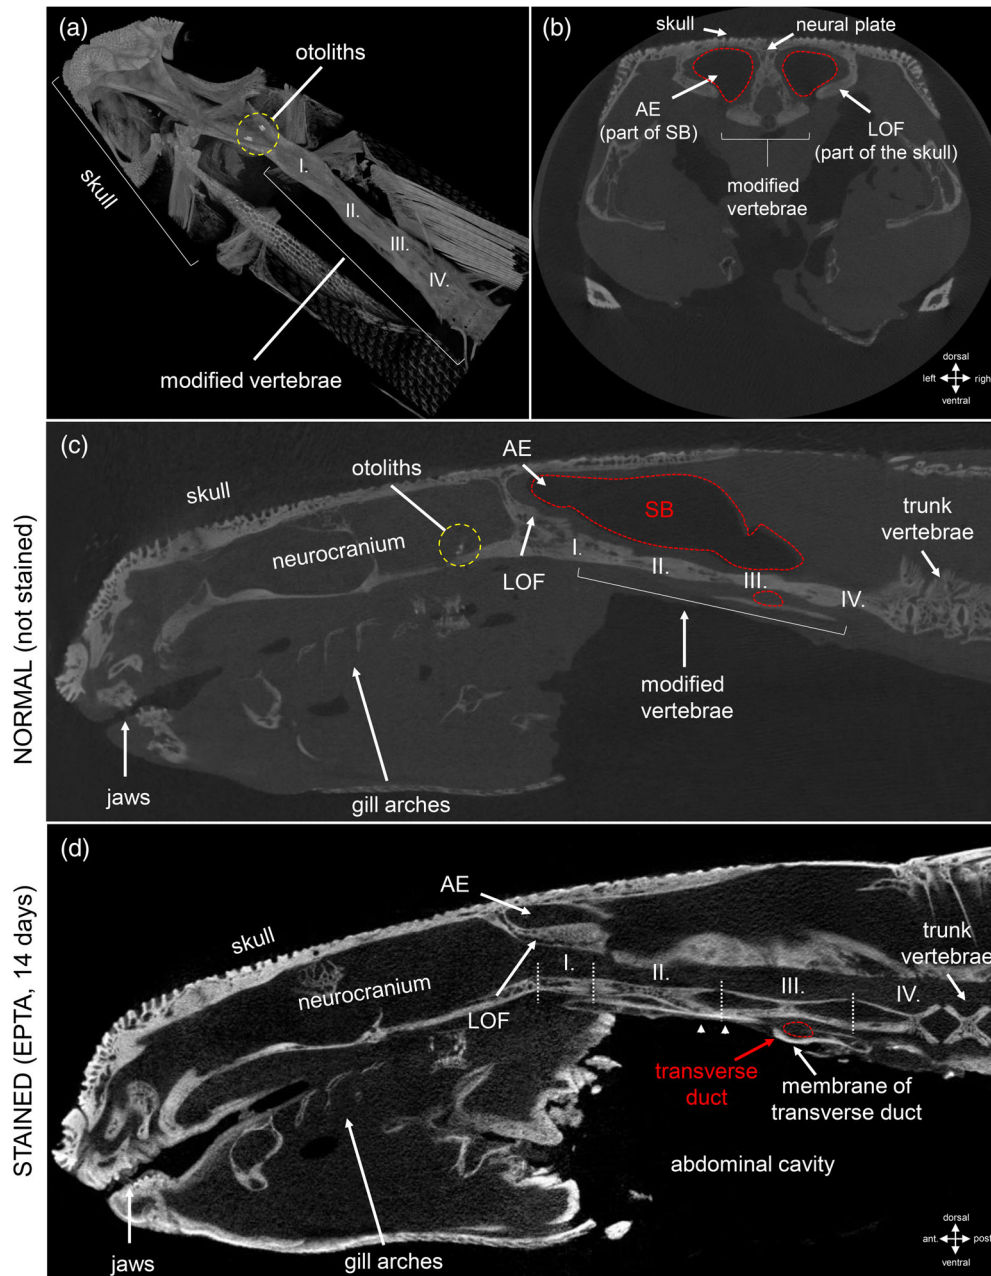 (a)
otoliths
skull
I.
II.
III.
IV.
modified vertebrae
(b)
skull
neural plate
AE
(part of SB)
LOF
(part of the skull)
modified
vertebrae
dorsal
left
righ
ventral
NORMAL (not stained)
(c)
AE
otoliths
skull
SB
trunk
vertebrae
neurocranium
I.
LOF
II.
III.
IV.
modified
vertebrae
jaws
gill arches
STAINED (EPTA, 14 days)
(d)
AE
skull
trunk
vertebrae
I.
II.
III.
IV.
neurocranium
LOF
transverse
duct
membrane of
transverse duct
abdominal cavity
jaws
gill arches
dorsal
ant.
post
ventral